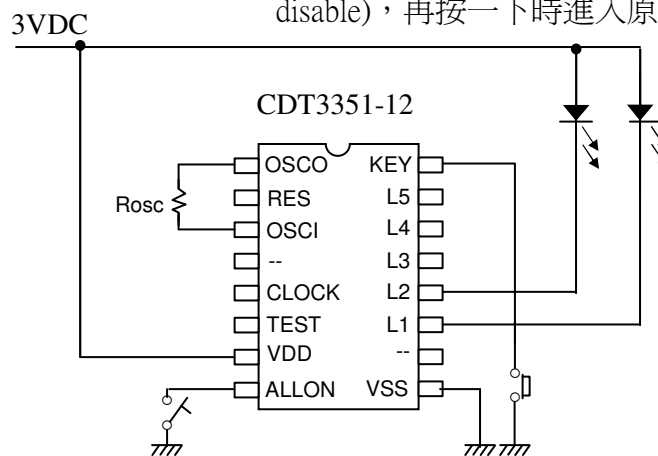 disable)，再按一下時進入原
3VDC
CDT3351-12
OSCO KEY
RES L5
Rosc OSCI L4
-- L3
CLOCK L2
TEST L1
VDD --
ALLON VSS